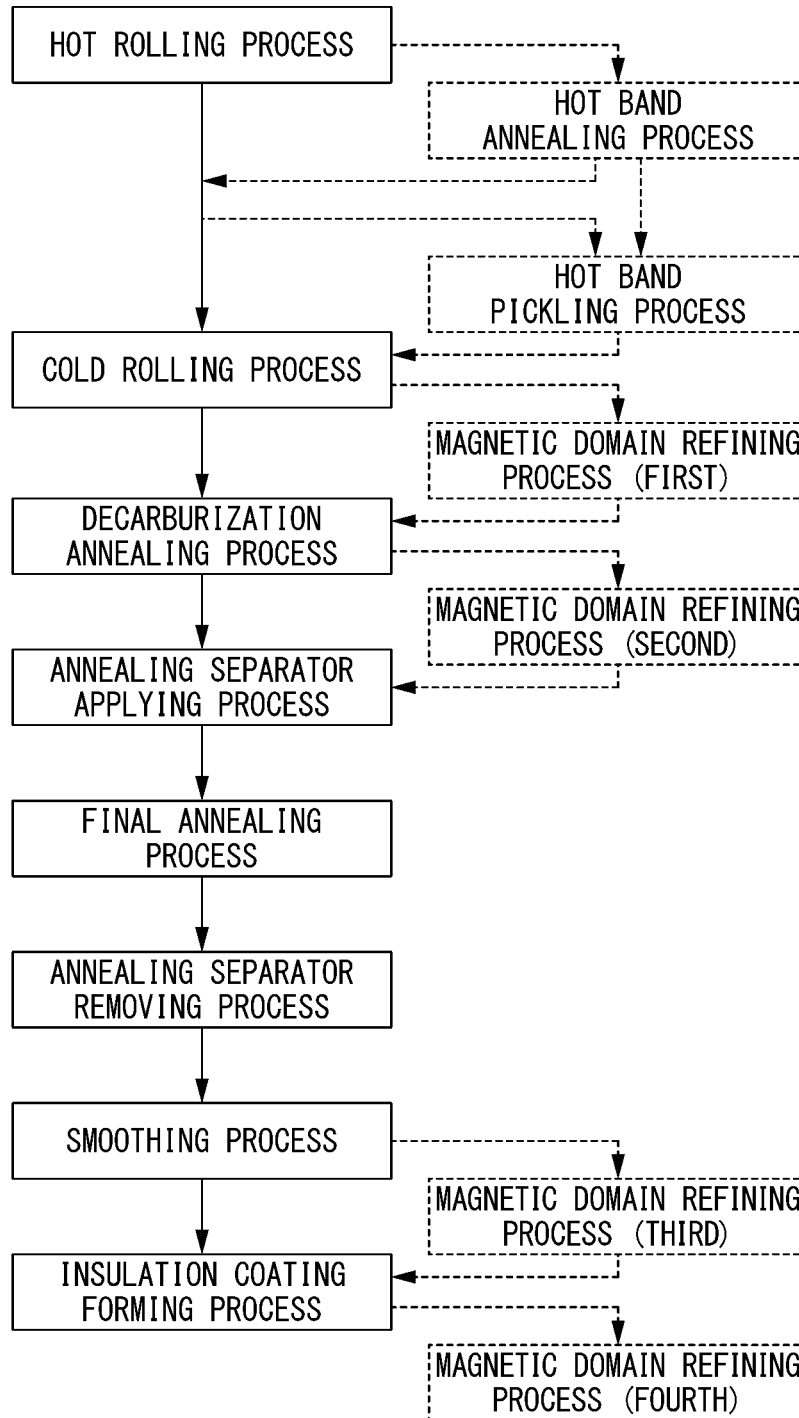 HOT ROLLING PROCESS
HOT BAND
ANNEALING PROCESS
HOT BAND
PICKLING PROCESS
COLD ROLLING PROCESS
MAGNETIC DOMAIN REFINING
PROCESS (FIRST)
DECARBURIZATION
ANNEALING PROCESS
MAGNETIC DOMAIN REFINING
PROCESS (SECOND)
ANNEALING SEPARATOR
APPLYING PROCESS
FINAL ANNEALING
PROCESS
ANNEALING SEPARATOR
REMOVING PROCESS
SMOOTHING PROCESS
MAGNETIC DOMAIN REFINING
PROCESS (THIRD)
INSULATION COATING
FORMING PROCESS
MAGNETIC DOMAIN REFINING
PROCESS (FOURTH)